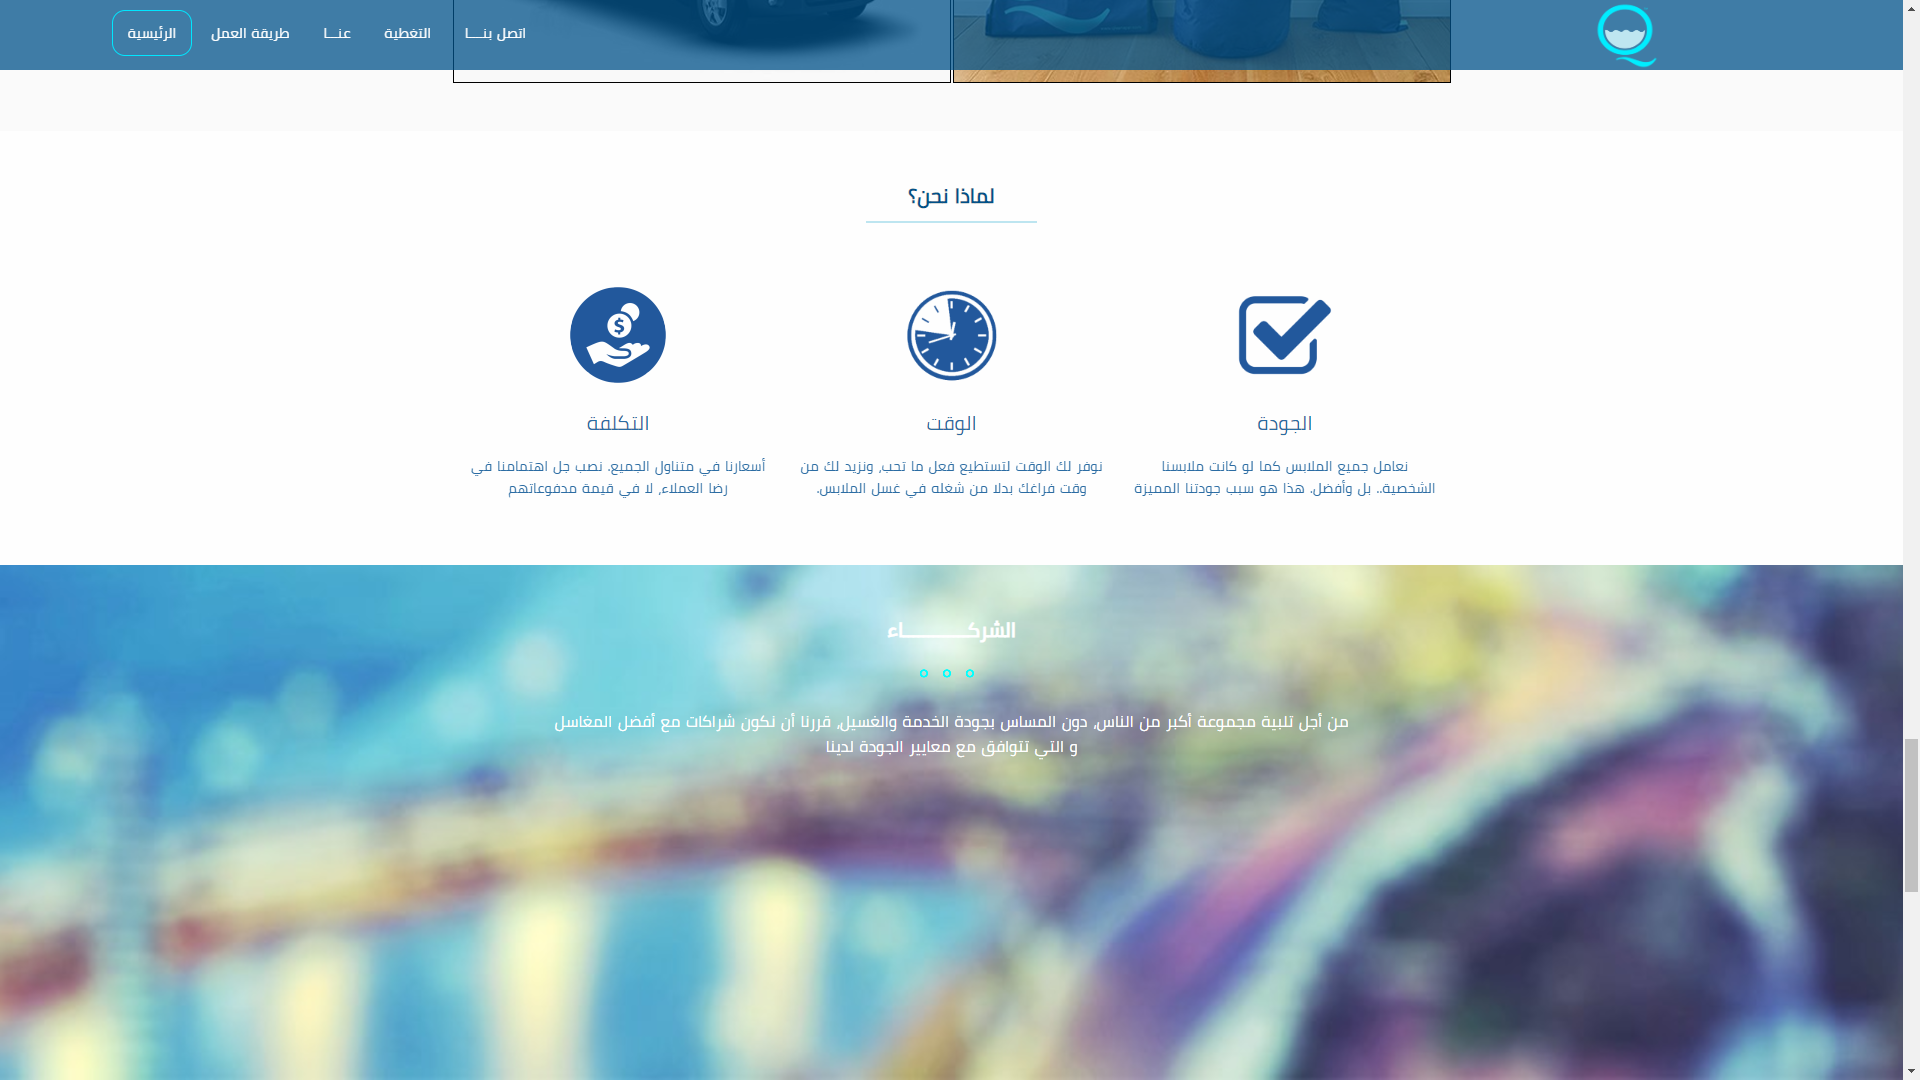 الرئيسية
طريقة العمل
عنـــا
التغطية
اتصل بنــــا
لماذا نحن؟
الجودة
نعامل جميع الملابس كما لو كانت ملابسنا
الشخصية.. بل وأفضل. هذا هو سبب جودتنا المميزة
الوقت
نوفر لك الوقت لتستطيع فعل ما تحب، ونزيد لك من
وقت فراغك بدلا من شغله في غسل الملابس.
التكلفة
أسعارنا في متناول الجميع. نصب جل اهتمامنا في
رضا العملاء، لا في قيمة مدفوعاتهم
الشركــــــــــــاء
من أجل تلبية مجموعة أكبر من الناس، دون المساس بجودة الخدمة والغسيل، قررنا أن نكون شراكات مع أفضل المغاسل
و التي تتوافق مع معايير الجودة لدينا